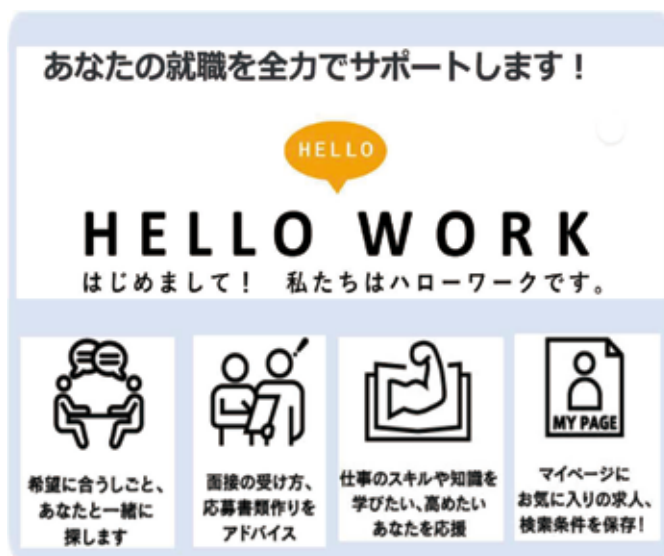 あなたの就職を全力でサポートします！
HELLO
HELLO WORK
はじめまして！　私たちはハローワークです。
希望に合うしごと、
あなたと一緒に
探します
面接の受け方、
応募書類作りを
アドバイス
仕事のスキルや知識を
学びたい、高めたい
あなたを応援
MY PAGE
マイページに
お気に入りの求人、
検索条件を保存！